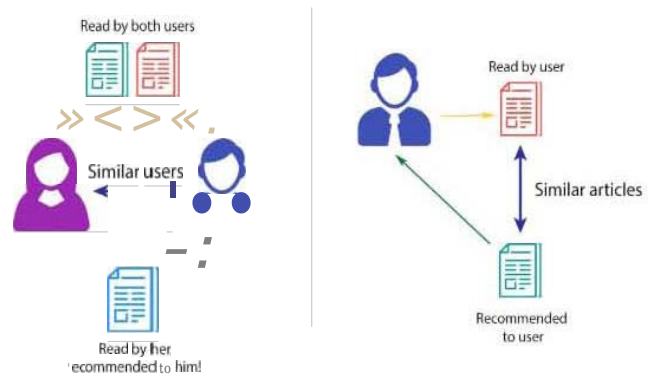 Read by both users
» < > « .
Similar users
– :
Read by her
recommended to him!
Read by user
Similar articles
Recommended
to user